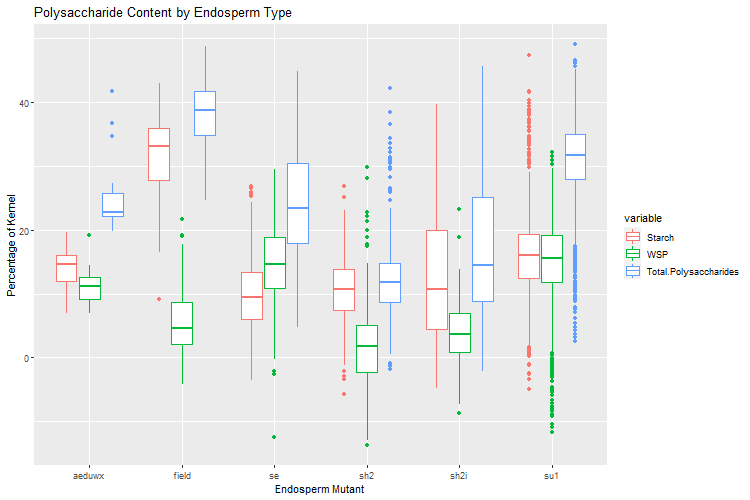 Polysaccharide Content by Endosperm Type
Percentage of Kernel
40
20
0
aeduwx
field
se
sh2
sh2i
su1
Endosperm Mutant
variable
Starch
WSP
Total.Polysaccharides